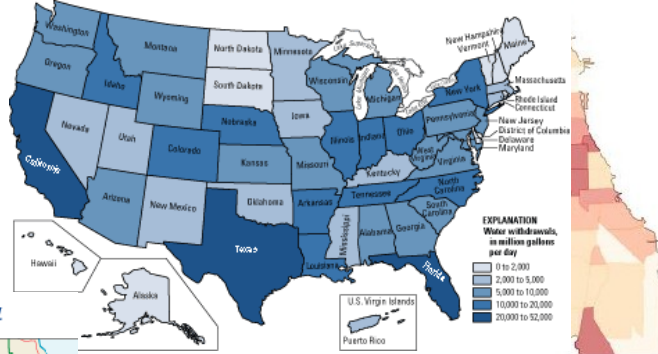 Washington
Montana
North Dakota
Minnesota
Lake Superior
New Hampshire
Vermont
Maine
Oregon
Idaho
Wyoming
South Dakota
Wisconsin
Michigan
New York
Massachusetts
Rhode Island
Connecticut
New Jersey
District of Columbia
Delaware
Maryland
Nevada
Utah
Colorado
Nebraska
Iowa
Illinois
Indiana
Ohio
Pennsylvania
West Virginia
Virginia
California
Arizona
New Mexico
Kansas
Missouri
Kentucky
Oklahoma
Arkansas
Tennessee
North Carolina
South Carolina
Texas
Louisiana
Mississippi
Alabama
Georgia
Florida
Hawaii
Alaska
U.S. Virgin Islands
Puerto Rico
EXPLANATION
Water withdrawals,
in million gallons
per day
0 to 2,000
2,000 to 5,000
5,000 to 10,000
10,000 to 20,000
20,000 to 52,000